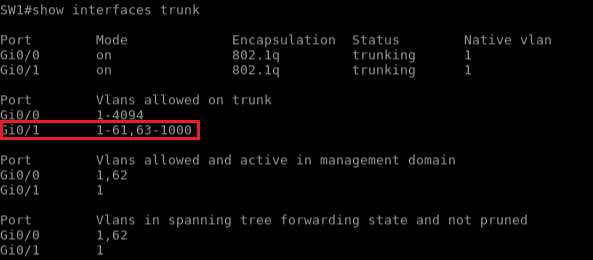 SW1#show interfaces trunk
Port Mode Encapsulation Status Native vlan
Gi0/0 on 802.1q trunking 1
Gi0/1 on 802.1q trunking 1
Port Vlans allowed on trunk
Gi0/0 1-4094
Gi0/1 1-61,63-1000
Port Vlans allowed and active in management domain
Gi0/0 1,62
Gi0/1 1
Port Vlans in spanning tree forwarding state and not pruned
Gi0/0 1,62
Gi0/1 1